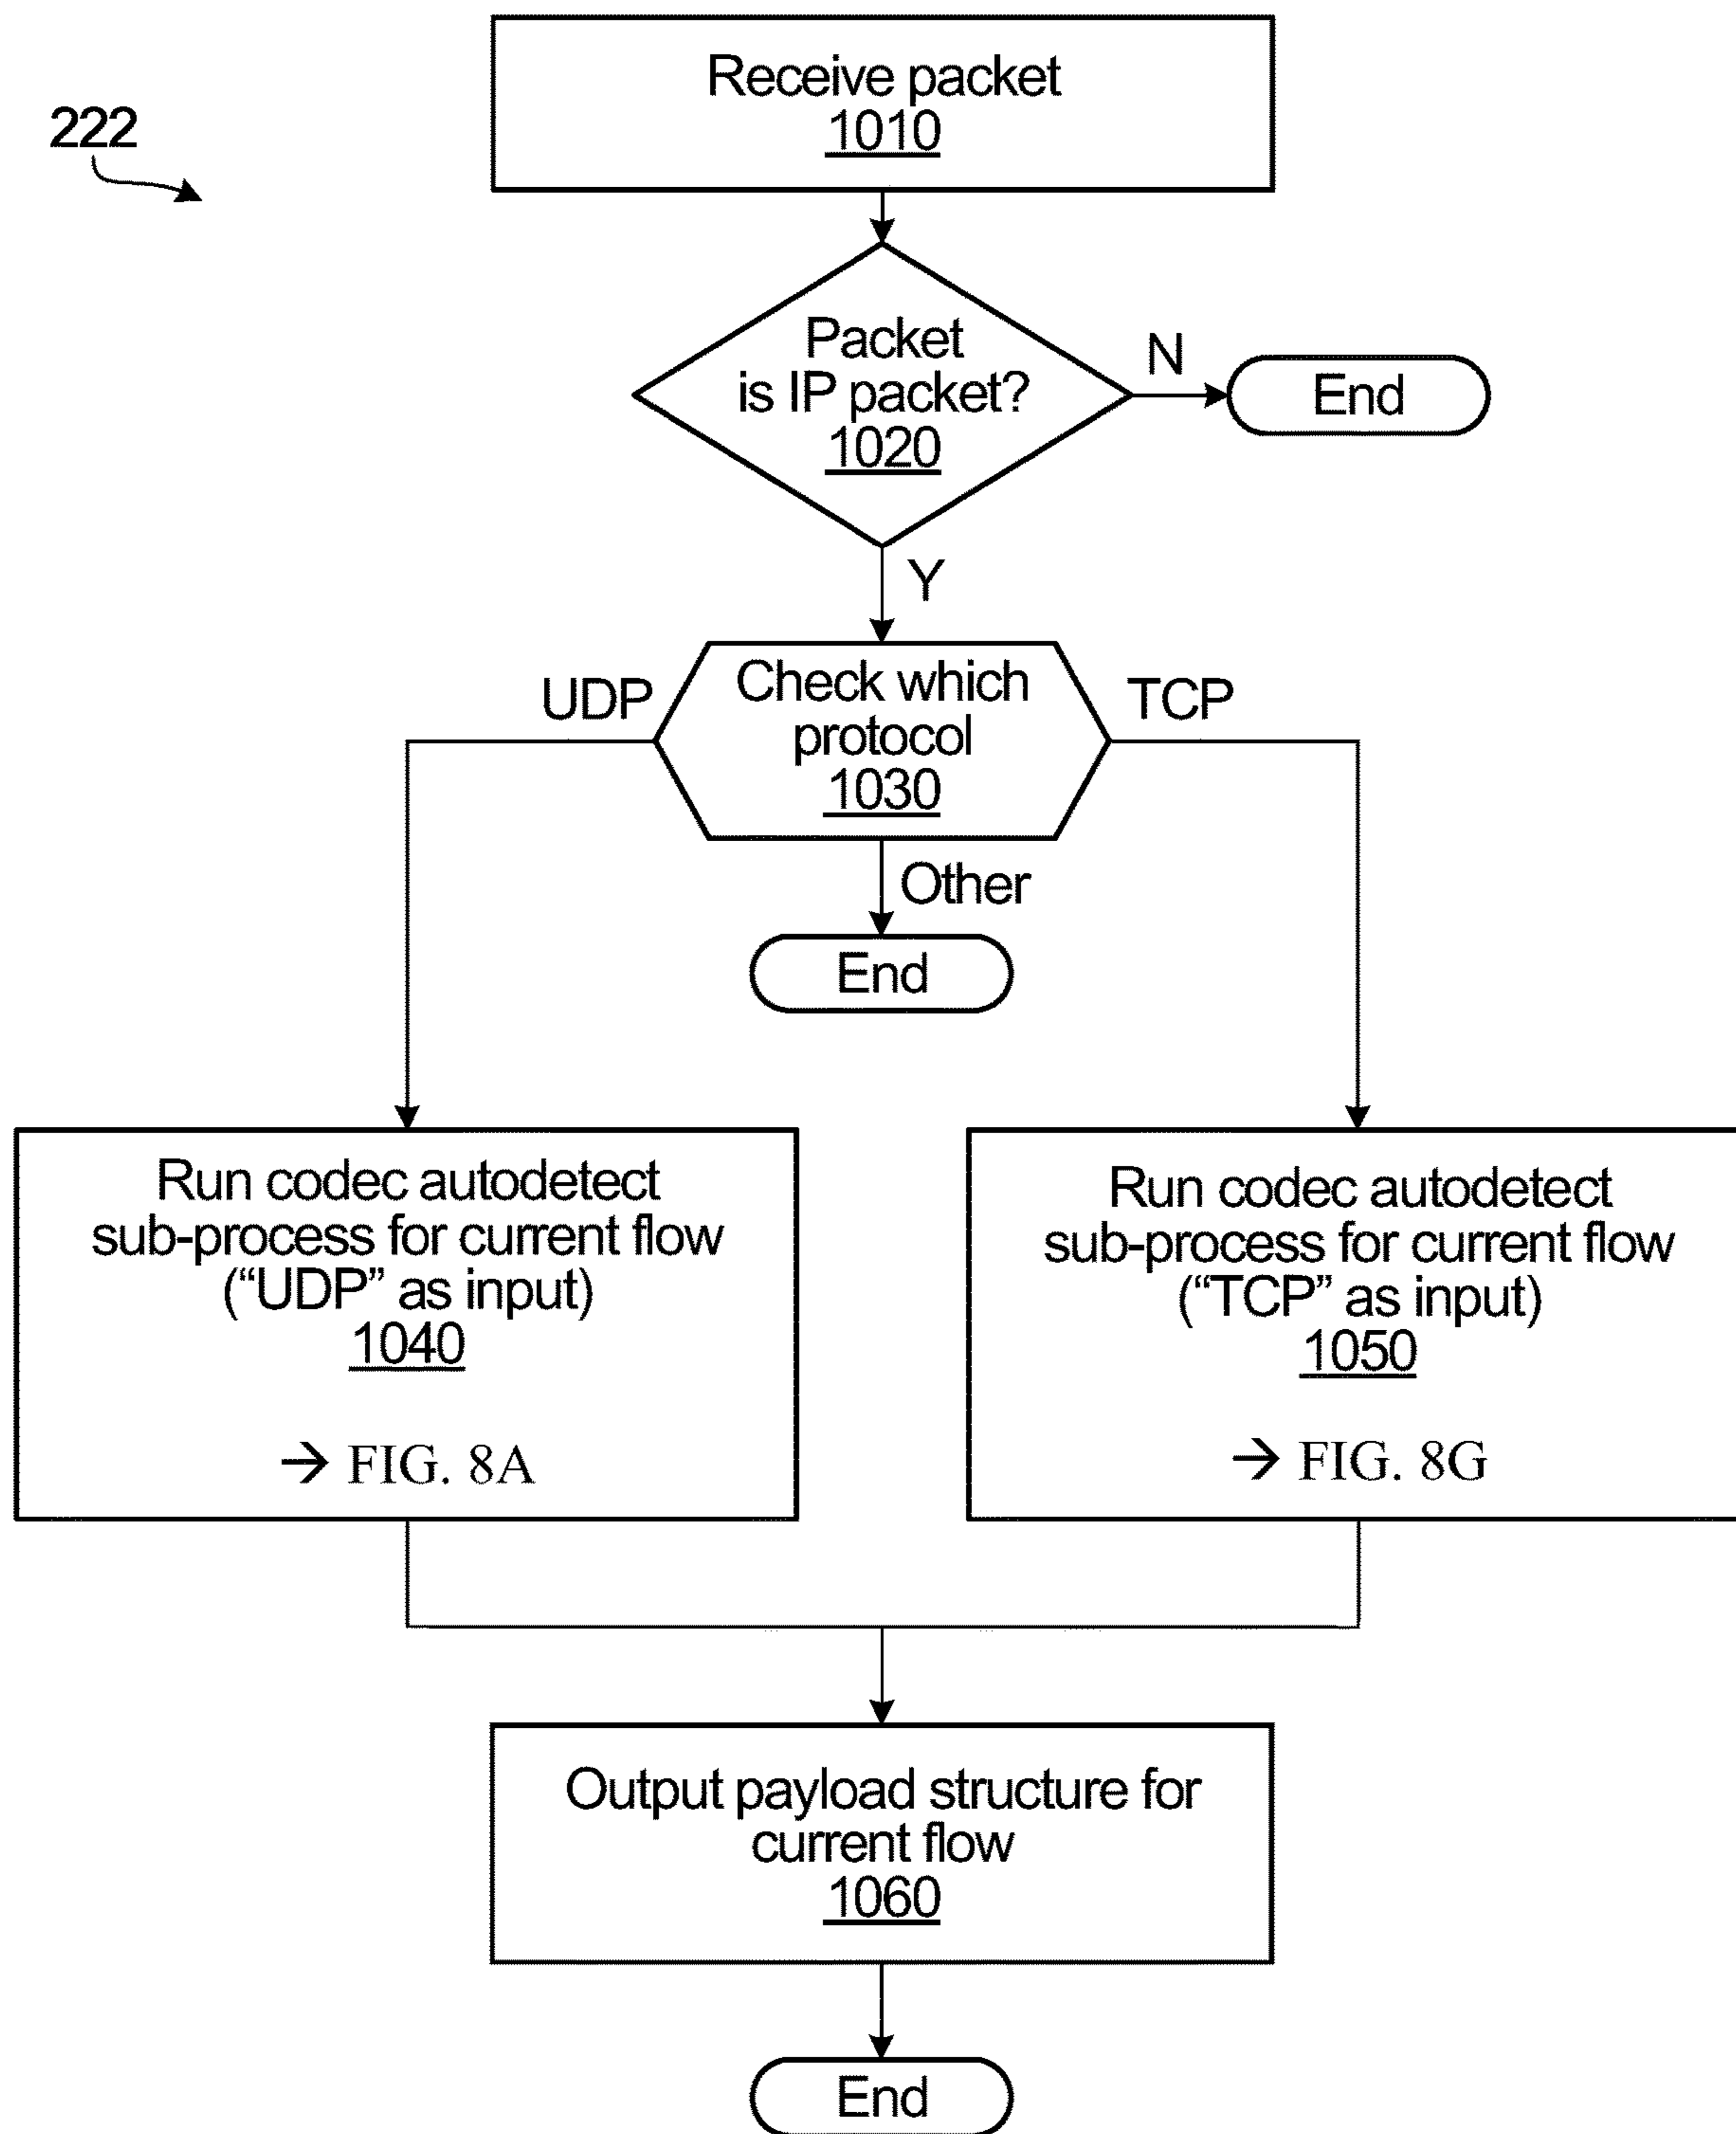 222
Receive packet
1010
Packet
is IP packet?
1020
N
End
Y
UDP
Check which
protocol
1030
TCP
Other
End
Run codec autodetect
sub-process for current flow
(“UDP” as input)
1040
→ FIG. 8A
Run codec autodetect
sub-process for current flow
(“TCP” as input)
1050
→ FIG. 8G
Output payload structure for
current flow
1060
End